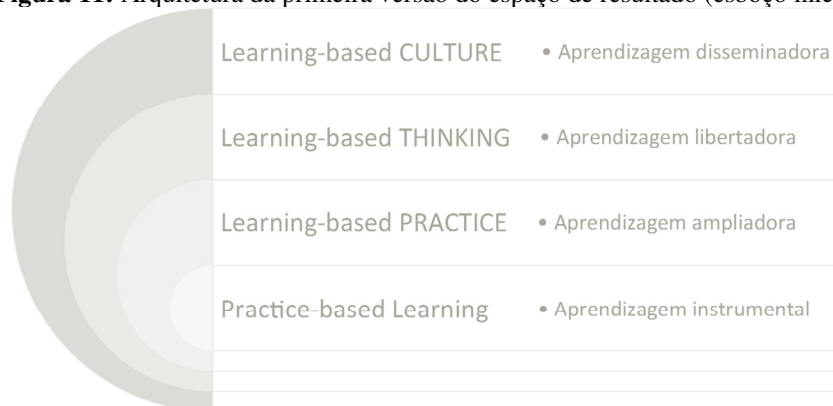 Figura 11: Arquitetura da primeira versão do espaço de resultado (esboço
Learning-based CULTURE • Aprendizagem disseminadora
Learning-based THINKING • Aprendizagem libertadora
Learning-based PRACTICE • Aprendizagem ampliadora
Practice-based Learning • Aprendizagem instrumental